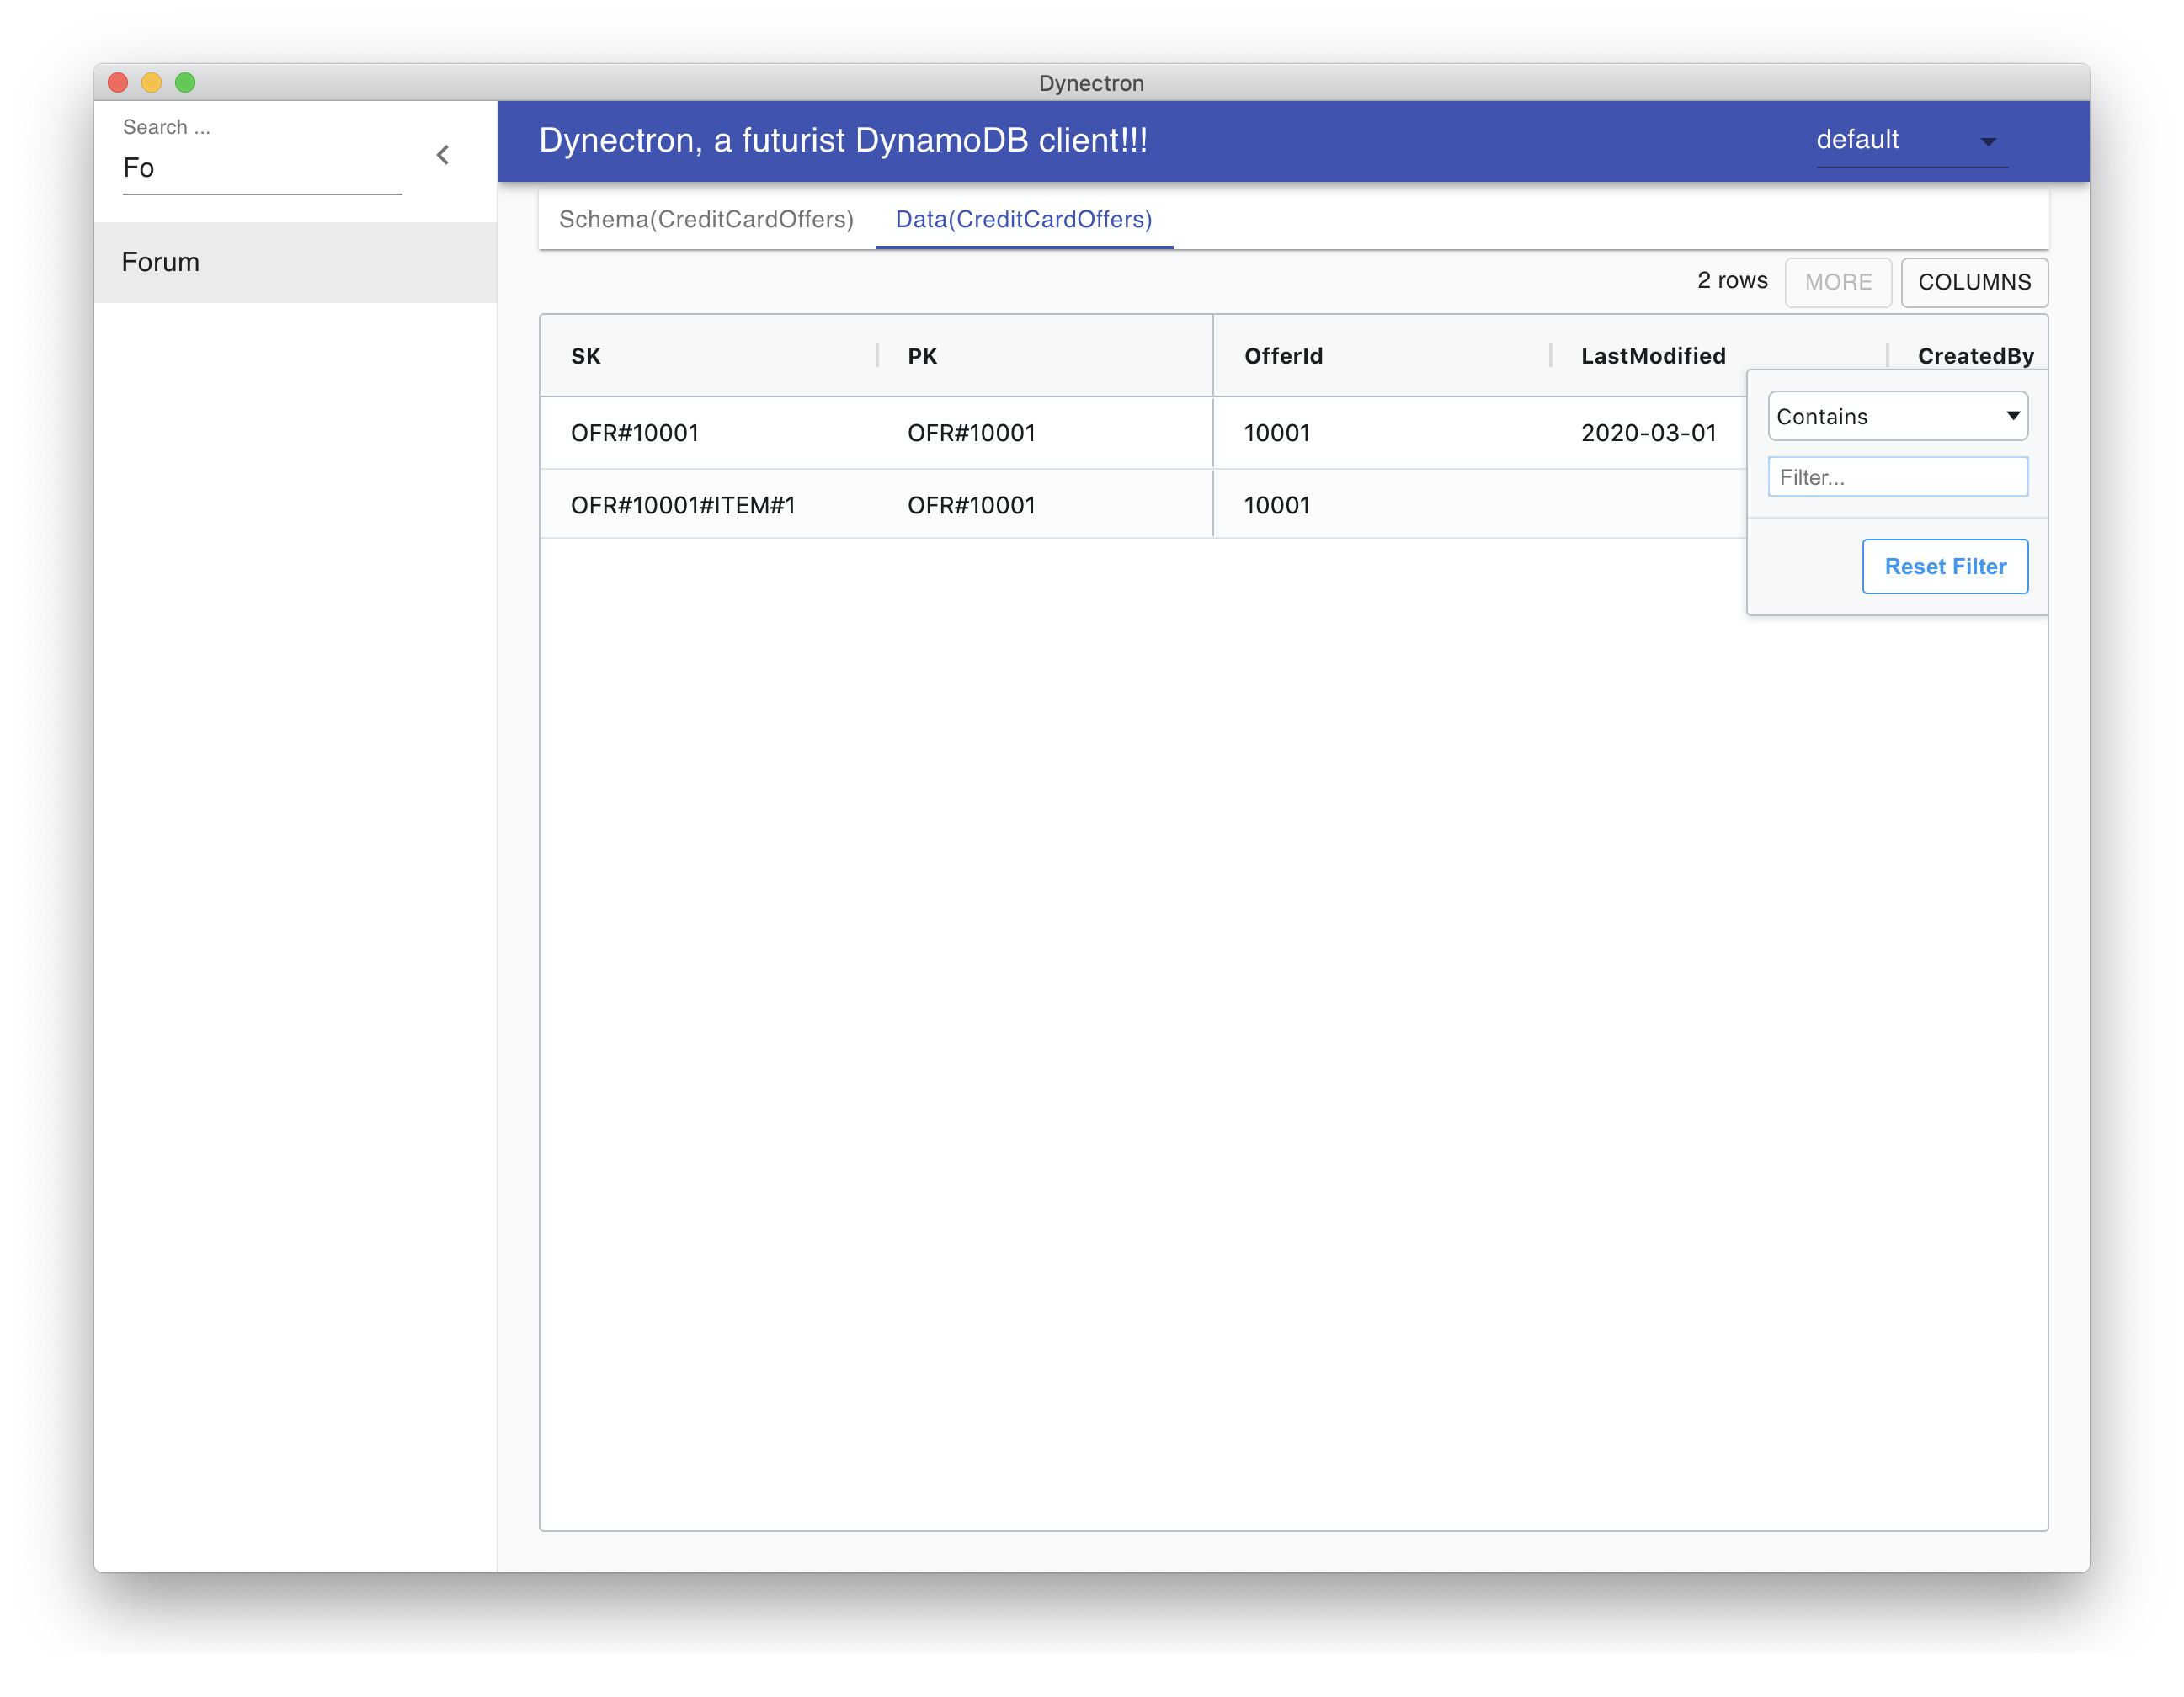 Dynectron
Search ...
Fo
Forum
Dynectron, a futurist DynamoDB client!!!
default
Schema(CreditCardOffers) Data(CreditCardOffers)
2 rows MORE COLUMNS
SK PK OfferId LastModified CreatedBy
OFR#10001 OFR#10001 10001 2020-03-01
OFR#10001#ITEM#1 OFR#10001 10001
Contains
Filter...
Reset Filter